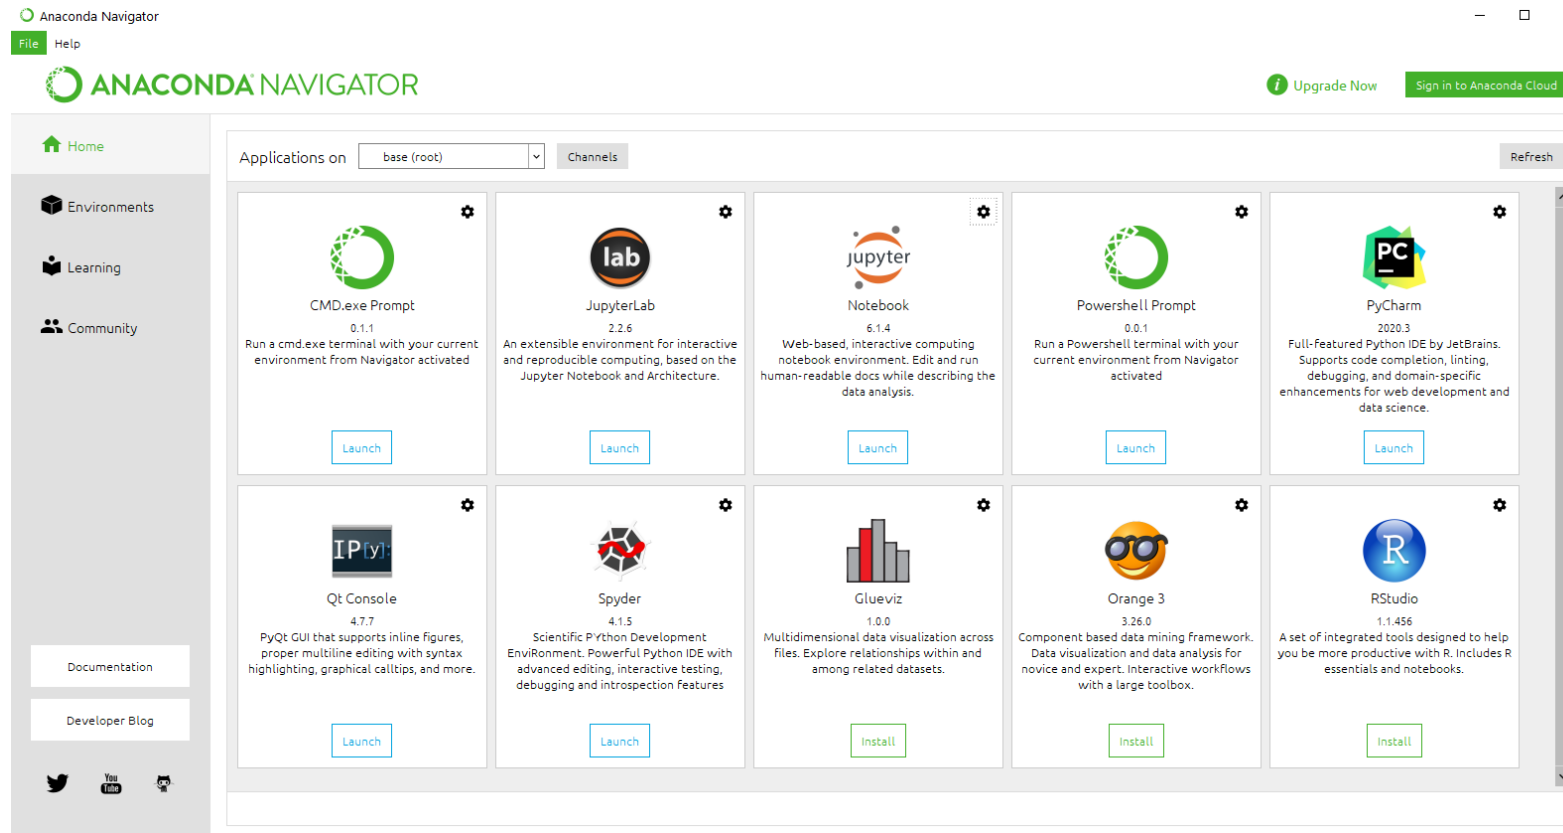 Anaconda Navigator
File Help
ANACONDA NAVIGATOR
i Upgrade Now
Sign in to Anaconda Cloud
Home
Environments
Learning
Community
Documentation
Developer Blog
You
Tube
Applications on
base (root)
Channels
Refresh
CMD.exe Prompt
0.1.1
Run a cmd.exe terminal with your current
environment from Navigator activated
Launch
lab
JupyterLab
2.2.6
An extensible environment for interactive
and reproducible computing, based on the
Jupyter Notebook and Architecture.
Launch
jupyter
Notebook
6.1.4
Web-based, interactive computing
notebook environment. Edit and run
human-readable docs while describing the
data analysis.
Launch
Powershell Prompt
0.0.1
Run a Powershell terminal with your
current environment from Navigator
activated
Launch
PC
PyCharm
2020.3
Full-featured Python IDE by JetBrains.
Supports code completion, linting,
debugging, and domain-specific
enhancements for web development and
data science.
Launch
IP[y]:
Qt Console
4.7.7
PyQt GUI that supports inline figures,
proper multiline editing with syntax
highlighting, graphical calltips, and more.
Launch
Spyder
4.1.5
Scientific PYthon Development
EnviRonment. Powerful Python IDE with
advanced editing, interactive testing,
debugging and introspection features
Launch
Glueviz
1.0.0
Multidimensional data visualization across
files. Explore relationships within and
among related datasets.
Install
Orange 3
3.26.0
Component based data mining framework.
Data visualization and data analysis for
novice and expert. Interactive workflows
with a large toolbox.
Install
R
RStudio
1.1.456
A set of integrated tools designed to help
you be more productive with R. Includes R
essentials and notebooks.
Install